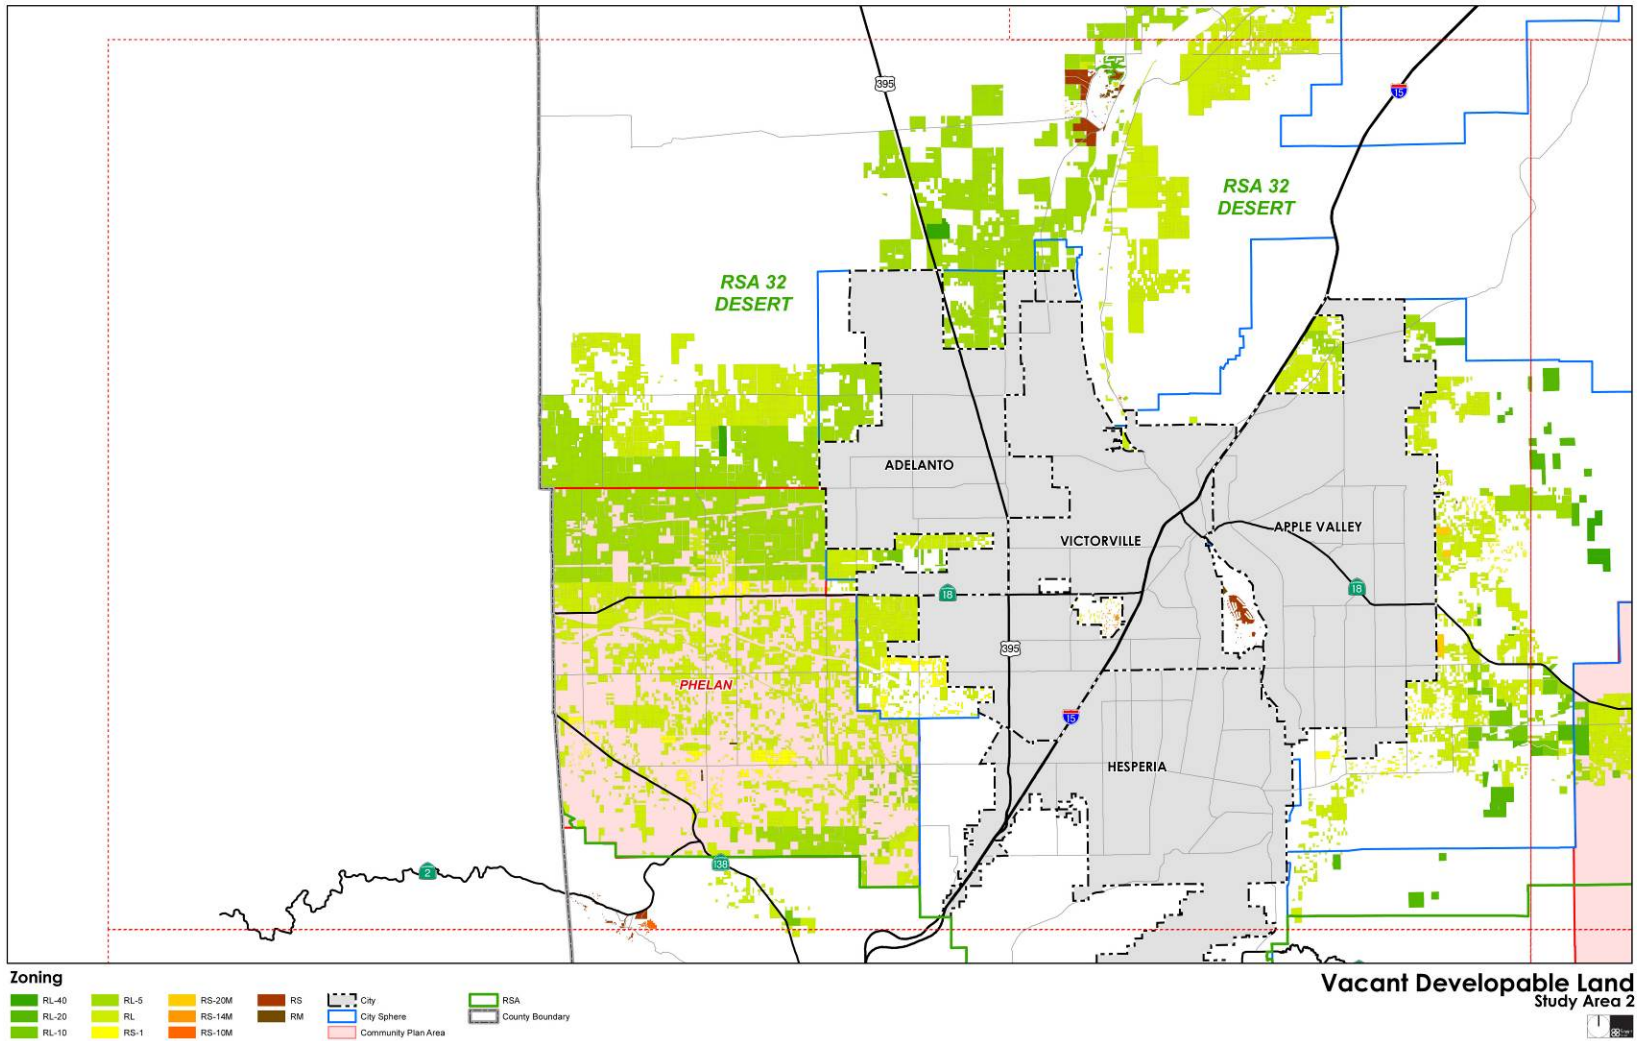 395
15
RSA 32
DESERT
RSA 32
DESERT
ADELANTO
VICTORVILLE
APPLE VALLEY
18
18
395
PHELAN
15
HESPERIA
138
2
Zoning
RL-40
RL-20
RL-10
RL-5
RL
RS-1
RS-20M
RS-14M
RS-10M
RS
RM
City
City Sphere
Community Plan Area
RSA
County Boundary
Vacant Developable Land
Study Area 2